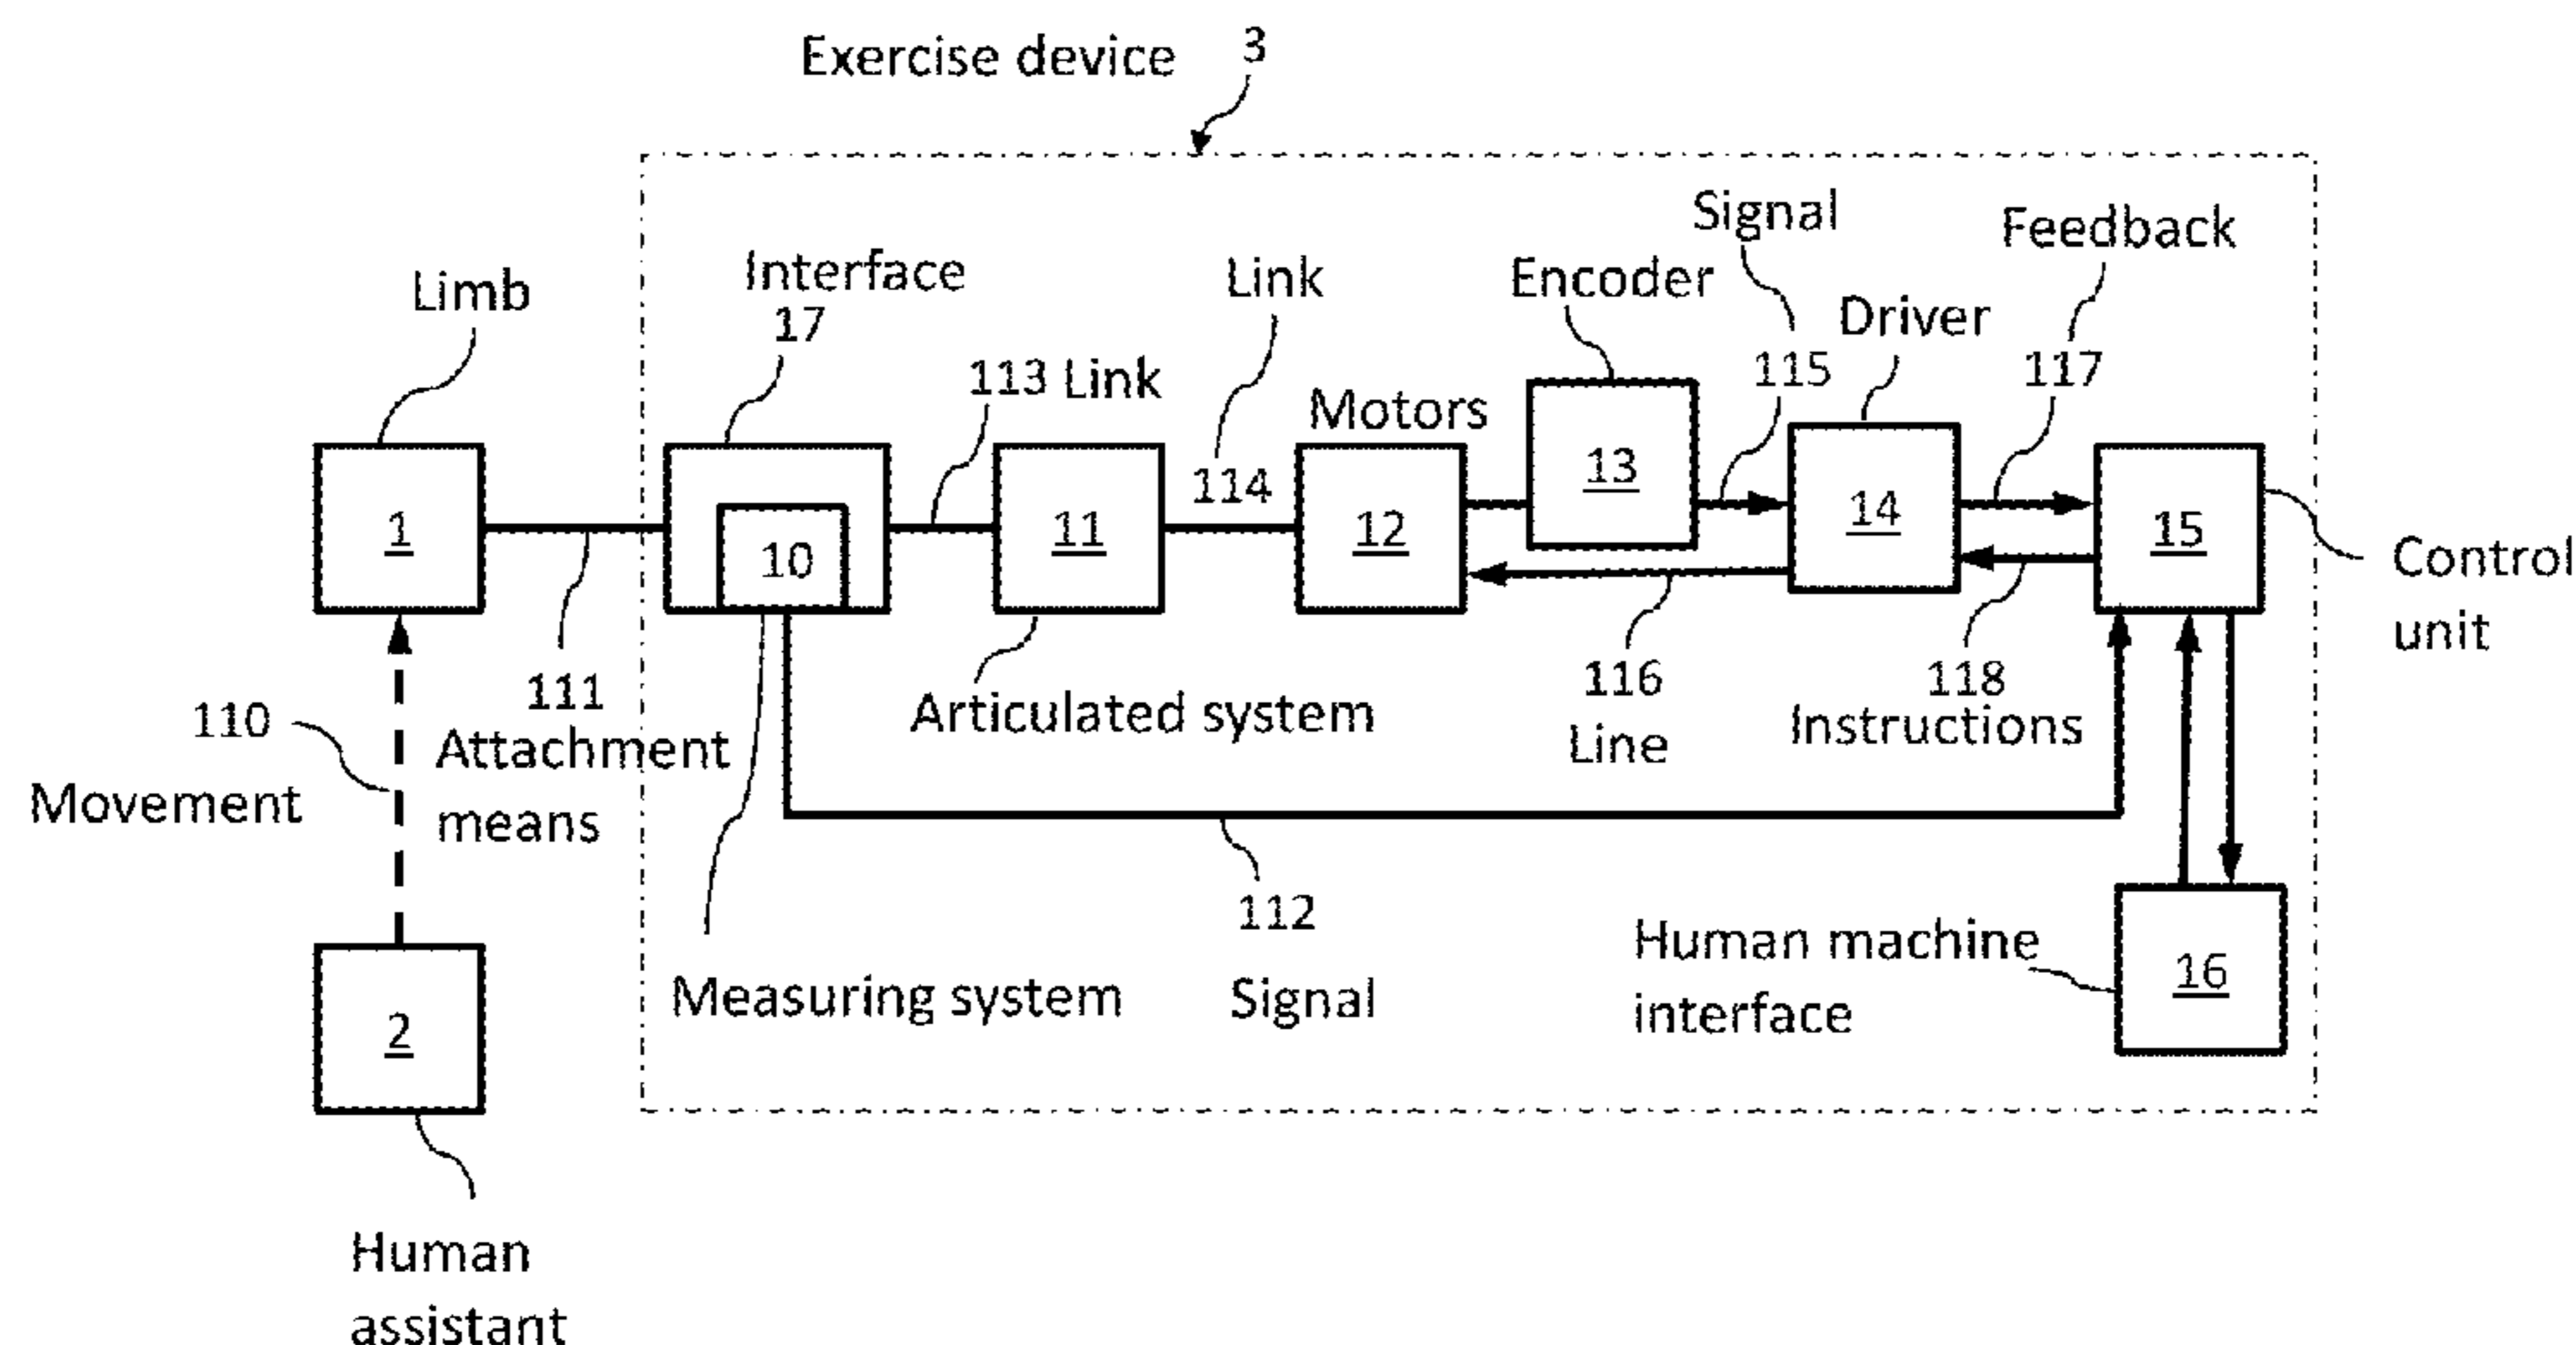 Exercise device
3
Signal
Feedback
Interface
17
Link
Encoder
Limb
Driver
113 Link
115
117
Motors
114
13
1
10
11
12
14
15
Control
unit
111
Attachment
means
110
Movement
Articulated system
116
Line
118
Instructions
112
Signal
Measuring system
Human machine
interface
16
2
Human
assistant